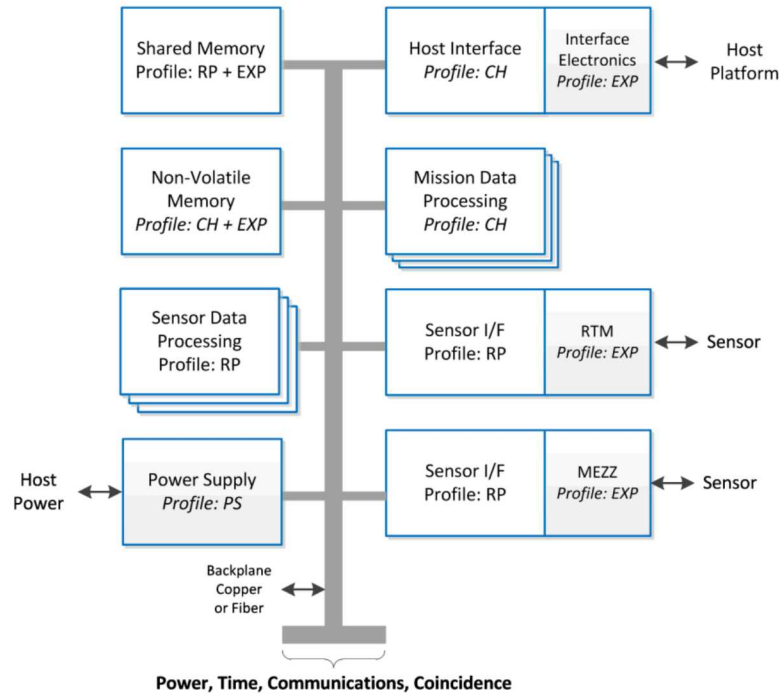 Shared Memory
Profile: RP + EXP
Host Interface
Profile: CH
Interface
Electronics
Profile: EXP
Host
Platform
Non-Volatile
Memory
Profile: CH + EXP
Mission Data
Processing
Profile: CH
Sensor Data
Processing
Profile: RP
Sensor I/F
Profile: RP
RTM
Profile: EXP
Sensor
Host
Power
Power Supply
Profile: PS
Sensor I/F
Profile: RP
MEZZ
Profile: EXP
Sensor
Backplane
Copper
or Fiber
Power, Time, Communications, Coincidence